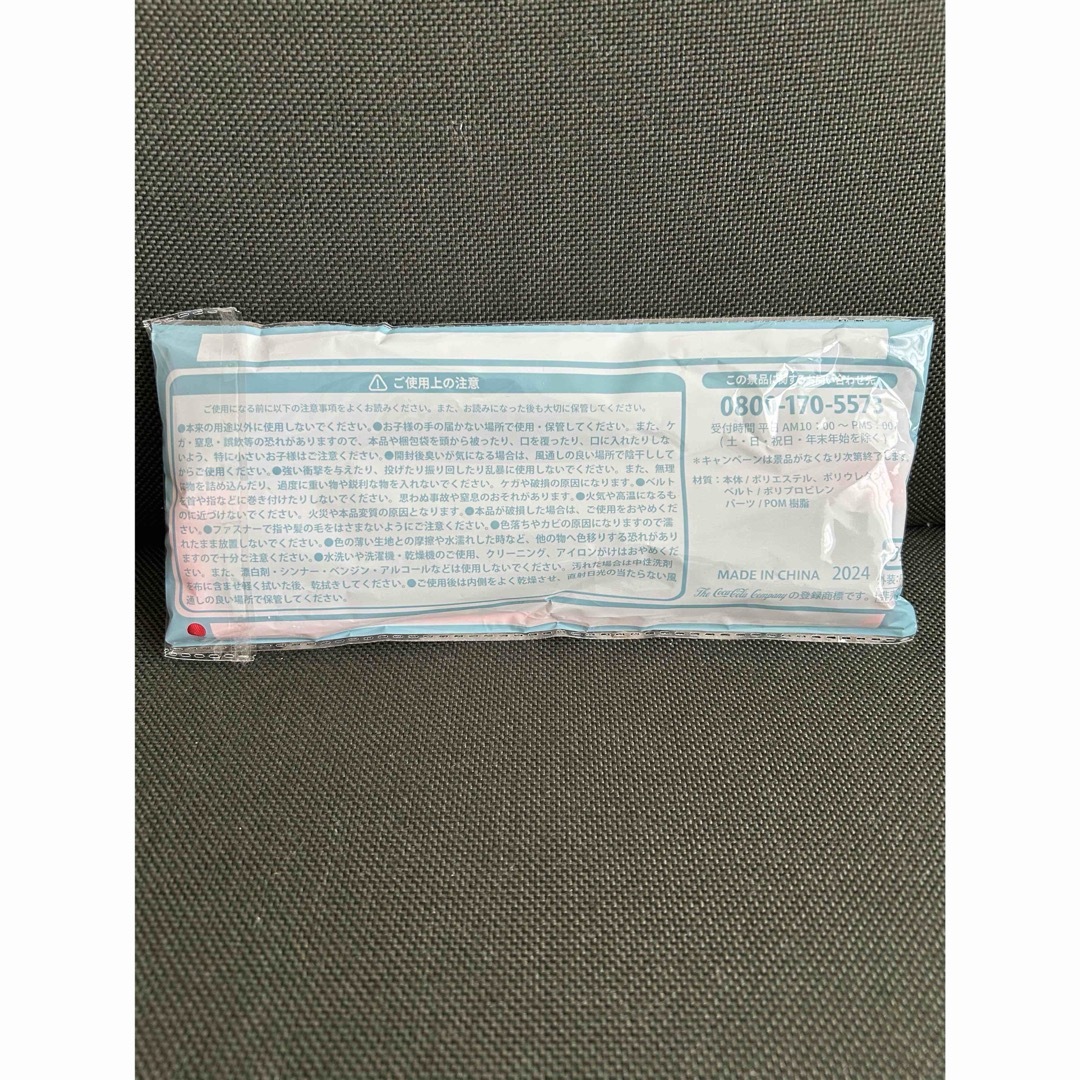 ご使用上の注意
ご使用になる前に以下の注意事項をよくお読みください。また、お読みになった後も大切に保管してください。
●本来の用途以外に使用しないでください。●お子様の手の届かない場所で使用・保管してください。また、ケ
ガ・窒息・誤飲等の恐れがありますので、本品や梱包袋を頭から被ったり、口を覆ったり、口に入れたりしな
いよう、特に小さいお子様はご注意ください。●開封後臭いが気になる場合は、風通しの良い場所で陰干しして
からご使用ください。●強い衝撃を与えたり、投げたり振り回したり乱暴に使用しないでください。また、無理
に物を詰め込んだり、過度に重い物や鋭利な物を入れないでください。ケガや破損の原因になります。●ベルト
を首や指などに巻き付けたりしないでください。思わぬ事故や窒息のおそれがあります。●火気や高温になるも
のに近づけないでください。火災や本品変質の原因となります。●本品が破損した場合は、ご使用をおやめくだ
さい。●ファスナーで指や髪の毛をはさまないようにご注意ください。●色落ちやカビの原因になりますので濡
れたまま放置しないでください。●色の薄い生地との摩擦や水濡れした時など、他の物へ色移りする恐れがあり
ますので十分ご注意ください。●水洗いや洗濯機・乾燥機のご使用、クリーニング、アイロンがけはおやめくだ
さい。また、漂白剤・シンナー・ベンジン・アルコールなどは使用しないでください。汚れた場合は中性洗剤
を布に含ませ軽く拭いた後、乾拭きしてください。●ご使用後は内側をよく乾燥させ、直射日光の当たらない風
通しの良い場所で保管してください。
この景品に関するお問い合わせ先
0800-170-5573
受付時間 平日 AM10:00 ～ PM5:00
(土・日・祝日・年末年始を除く)
*キャンペーンは景品がなくなり次第終了します。
材質:本体/ポリエステル、ポリウレタン
ベルト/ポリプロピレン
パーツ/POM 樹脂
MADE IN CHINA 2024
The Coca-Cola Company の登録商標です。
外装: